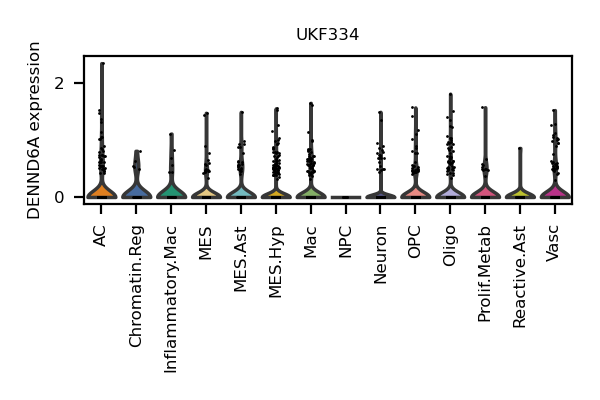 UKF334
DENND6A expression
2
0
AC
Chromatin.Reg
Inflammatory.Mac
MES
MES.Ast
MES.Hyp
Mac
NPC
Neuron
OPC
Oligo
Prolif.Metab
Reactive.Ast
Vasc